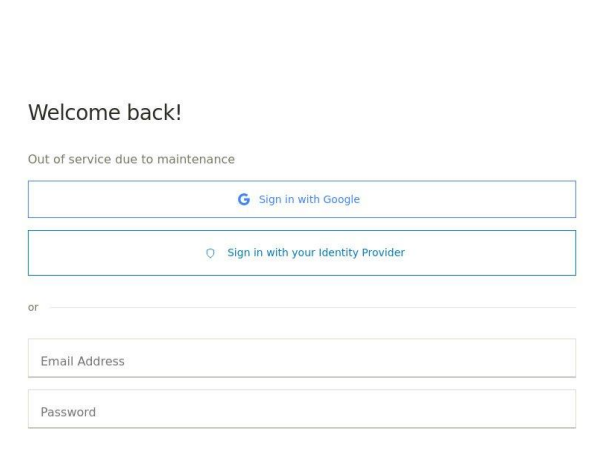 Welcome back!
Out of service due to maintenance
Sign in with Google
Sign in with your Identity Provider
or
Email Address
Password